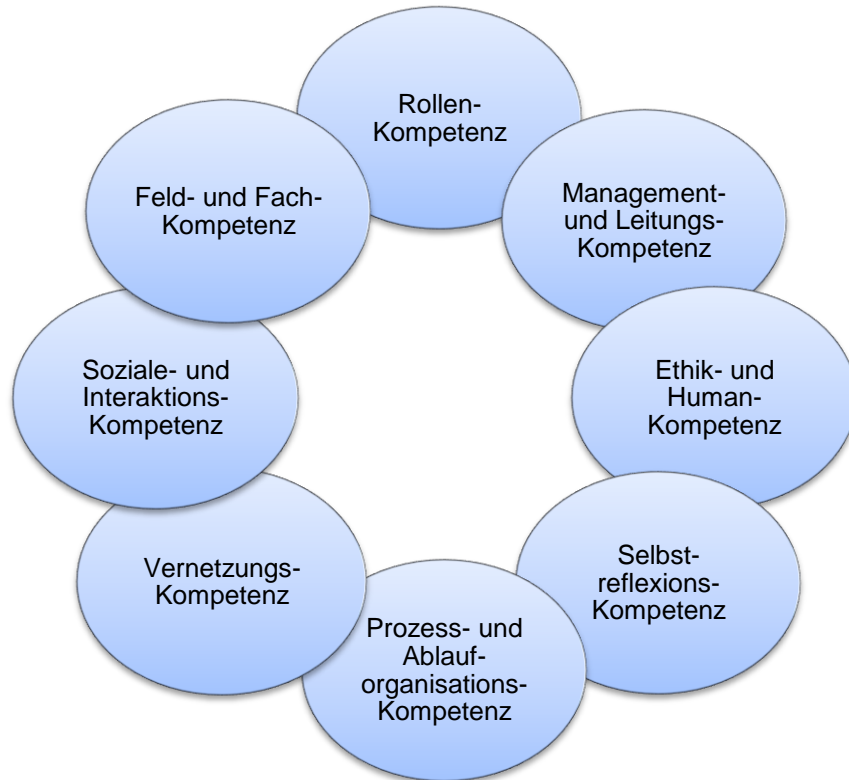 Rollen-
Kompetenz
Management-
und Leitungs-
Kompetenz
Ethik- und
Human-
Kompetenz
Selbst-
reflexions-
Kompetenz
Prozess- und
Ablauf-
organisations-
Kompetenz
Vernetzungs-
Kompetenz
Soziale- und
Interaktions-
Kompetenz
Feld- und Fach-
Kompetenz